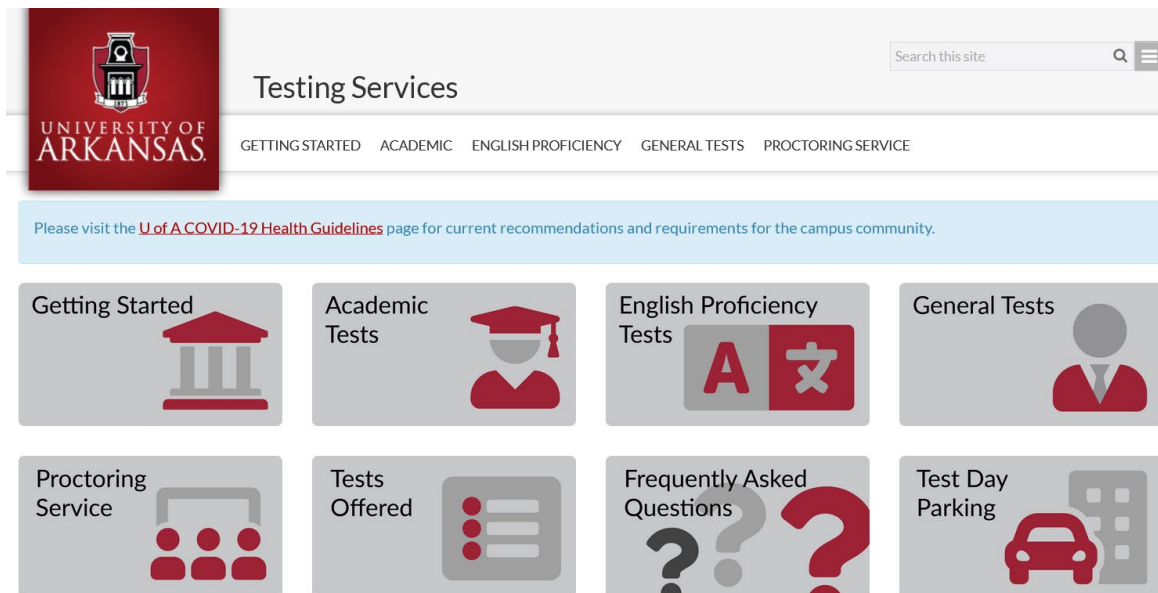 Search this site
Testing Services
1871
UNIVERSITY OF
ARKANSAS.
GETTING STARTED ACADEMIC ENGLISH PROFICIENCY GENERAL TESTS PROCTORING SERVICE
Please visit the U of A COVID-19 Health Guidelines page for current recommendations and requirements for the campus community.
Getting Started
Academic
Tests
English Proficiency
Tests
A 文
General Tests
Proctoring
Service
Tests
Offered
Frequently Asked
Questions
? ? ?
Test Day
Parking